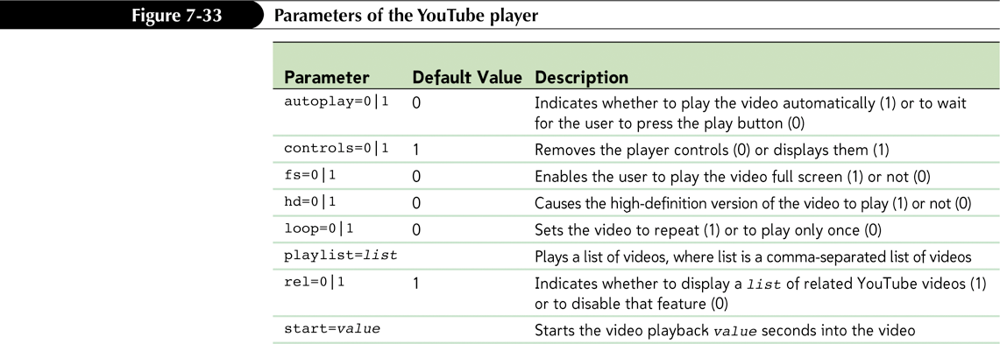 Figure 7-33 Parameters of the YouTube player
Parameter Default Value Description
autoplay=0|1 0 Indicates whether to play the video automatically (1) or to wait
for the user to press the play button (0)
controls=0|1 1 Removes the player controls (0) or displays them (1)
fs=0|1 0 Enables the user to play the video full screen (1) or not (0)
hd=0|1 0 Causes the high-definition version of the video to play (1) or not (0)
loop=0|1 0 Sets the video to repeat (1) or to play only once (0)
playlist=list Plays a list of videos, where list is a comma-separated list of videos
rel=0|1 1 Indicates whether to display a list of related YouTube videos (1)
or to disable that feature (0)
start=value Starts the video playback value seconds into the video